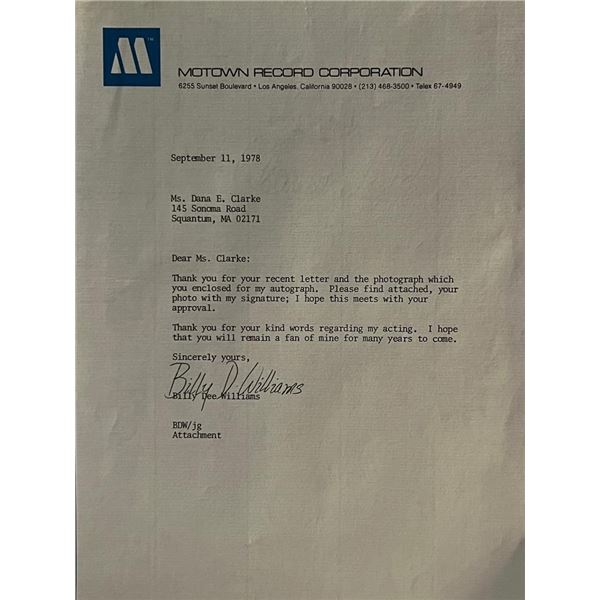 M TM
MOTOWN RECORD CORPORATION
6255 Sunset Boulevard • Los Angeles, California 90028 • (213) 468-3500 • Telex 67-4949
September 11, 1978
Ms. Dana E. Clarke
145 Sonoma Road
Squantum, MA 02171
Dear Ms. Clarke:
Thank you for your recent letter and the photograph which
you enclosed for my autograph. Please find attached, your
photo with my signature; I hope this meets with your
approval.
Thank you for your kind words regarding my acting. I hope
that you will remain a fan of mine for many years to come.
Sincerely yours,
Billy D Williams
Billy Dee Williams
BDW/jg
Attachment